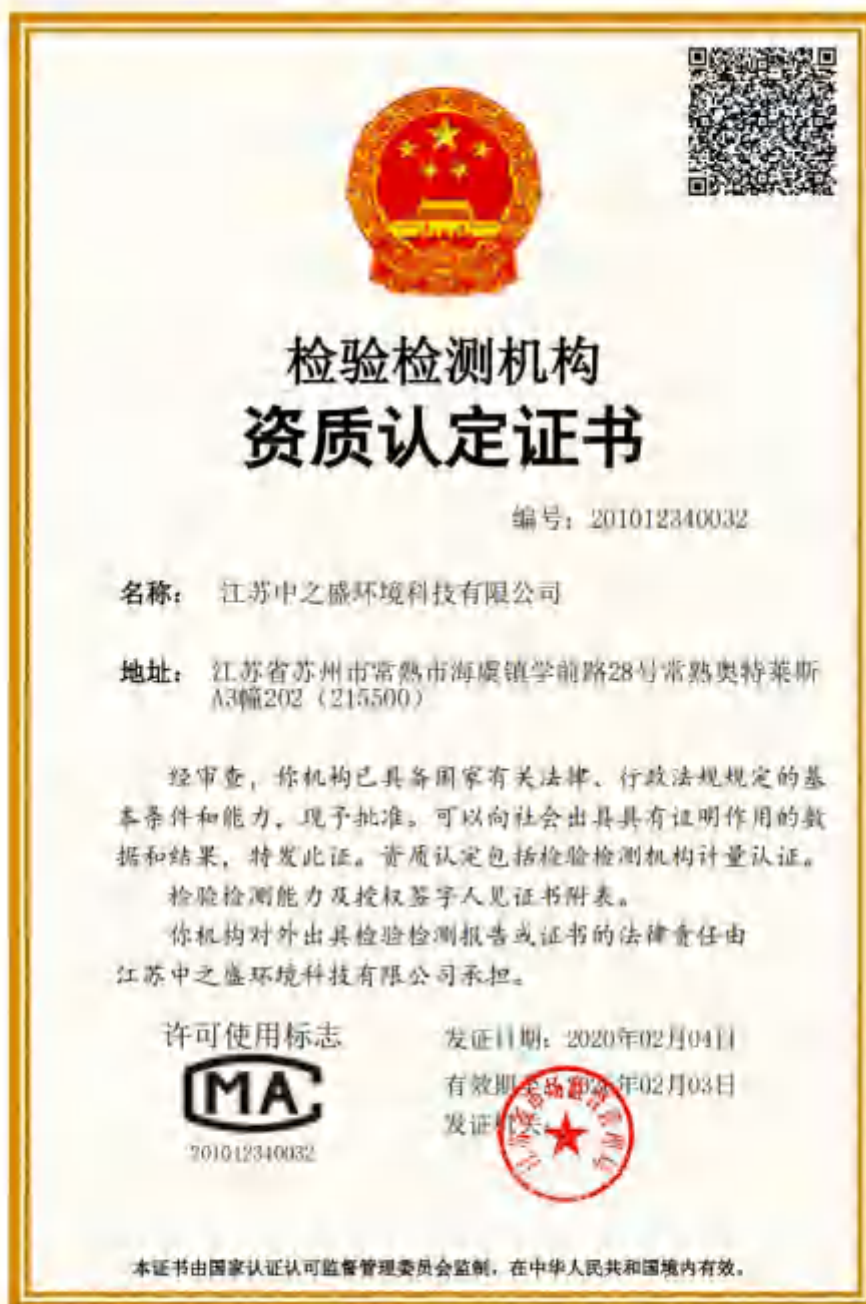 检验检测机构
资质认定证书
编号：201012340032
名称： 江苏中之盛环境科技有限公司
地址： 江苏省苏州市常熟市海虞镇学前路28号常熟奥特莱斯
A3幢202（215500）
经审查，你机构已具备国家有关法律、行政法规规定的基
本条件和能力，现予批准。可以向社会出具具有证明作用的数
据和结果，特发此证。资质认定包括检验检测机构计量认证。
检验检测能力及授权签字人见证书附表。
你机构对外出具检验检测报告或证书的法律责任由
江苏中之盛环境科技有限公司承担。
许可使用标志
MA
201012340032
发证日期：2020年02月04日
有效期至 年02月03日
发证机关
本证书由国家认证认可监督管理委员会监制，在中华人民共和国境内有效。